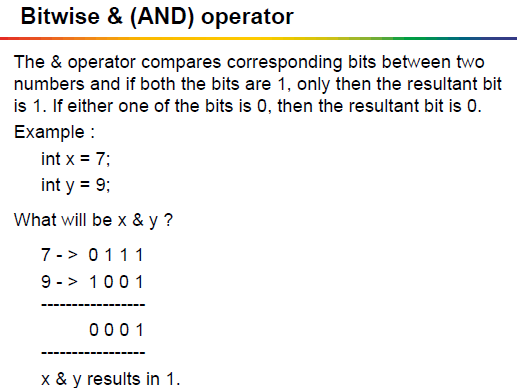 Bitwise & (AND) operator
The & operator compares corresponding bits between two
numbers and if both the bits are 1, only then the resultant bit
is 1. If either one of the bits is 0, then the resultant bit is 0.
Example :
int x = 7;
int y = 9;
What will be x & y ?
7 - > 0 1 1 1
9 - > 1 0 0 1
------------------
0 0 0 1
------------------
x & y results in 1.